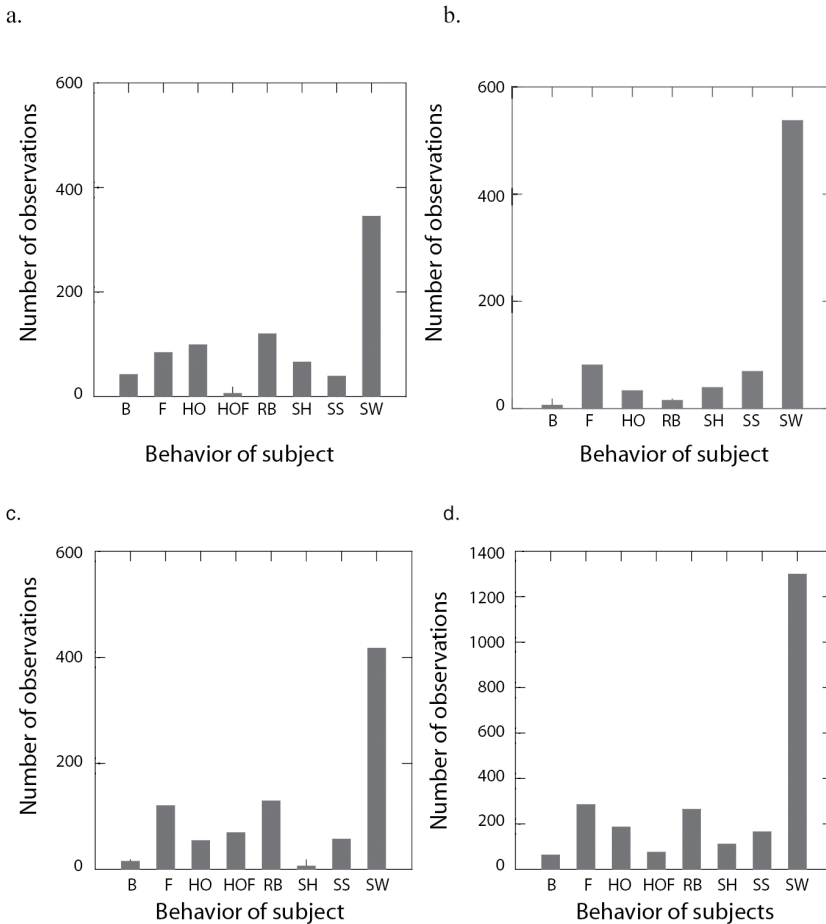 a.
600
400
200
0
Number of observations
B F HO HOF RB SH SS SW
Behavior of subject
b.
600
400
200
0
Number of observations
B F HO RB SH SS SW
Behavior of subject
c.
600
400
200
0
Number of observations
B F HO HOF RB SH SS SW
Behavior of subject
d.
1400
1200
1000
800
600
400
200
0
Number of observations
B F HO HOF RB SH SS SW
Behavior of subjects